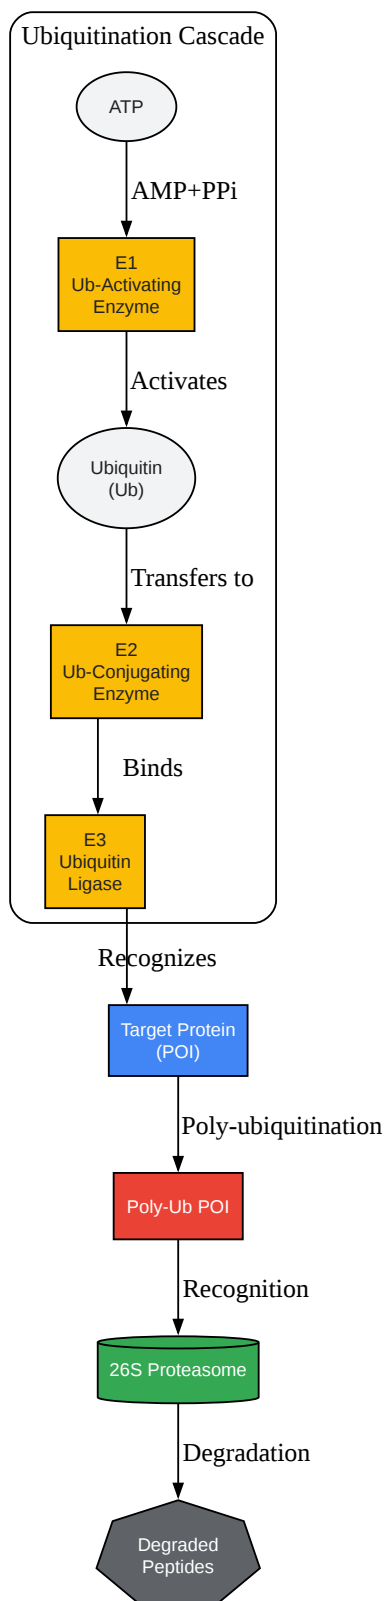 Ubiquitination Cascade
ATP
AMP+PPi
E1
Ub-Activating
Enzyme
Activates
Ubiquitin
(Ub)
Transfers to
E2
Ub-Conjugating
Enzyme
Binds
E3
Ubiquitin
Ligase
Recognizes
Target Protein
(POI)
Poly-ubiquitination
Poly-Ub POI
Recognition
26S Proteasome
Degradation
Degraded
Peptides